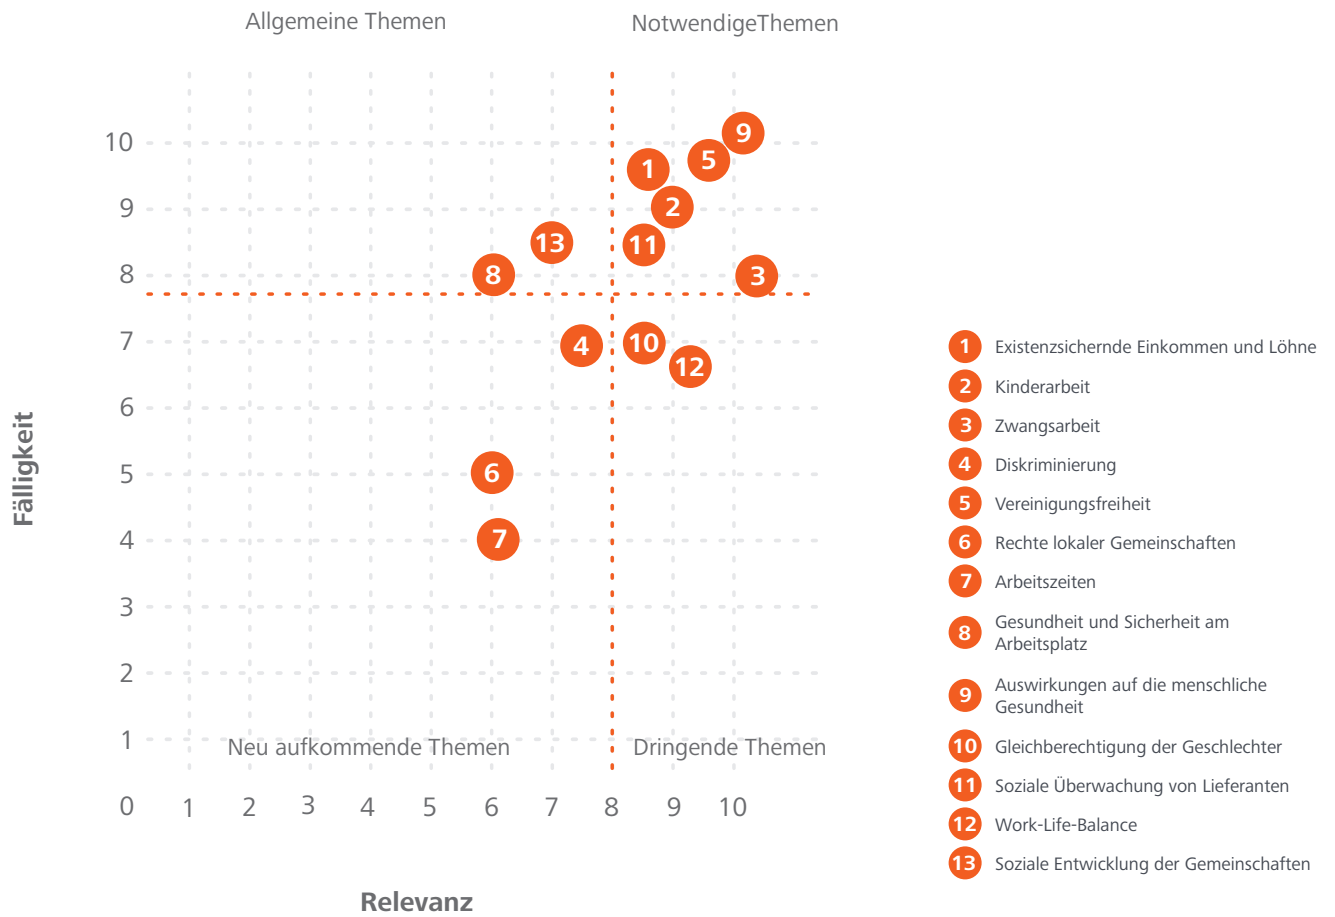 Allgemeine Themen
NotwendigeThemen
10
9
8
7
6
5
4
3
2
1
0
1
2
3
4
5
6
7
8
9
10
Fälligkeit
Relevanz
9
5
1
2
13
11
8
3
4
10
12
6
7
Neu aufkommende Themen
Dringende Themen
1 Existenzsichernde Einkommen und Löhne
2 Kinderarbeit
3 Zwangsarbeit
4 Diskriminierung
5 Vereinigungsfreiheit
6 Rechte lokaler Gemeinschaften
7 Arbeitszeiten
8 Gesundheit und Sicherheit am
Arbeitsplatz
9 Auswirkungen auf die menschliche
Gesundheit
10 Gleichberechtigung der Geschlechter
11 Soziale Überwachung von Lieferanten
12 Work-Life-Balance
13 Soziale Entwicklung der Gemeinschaften